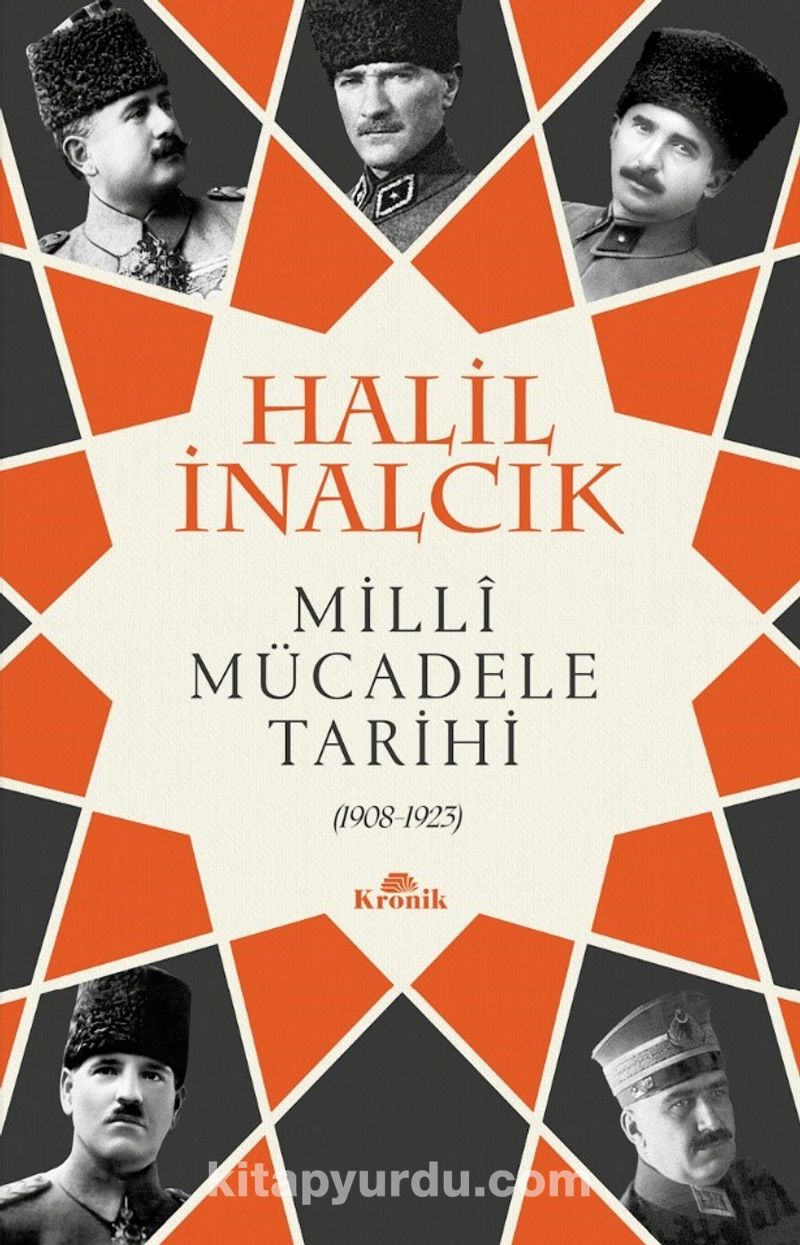 HALİL
İNALCIK
MİLLÎ
MÜCADELE
TARİHİ
(1908-1923)
Kronik
kitapyurdu.com